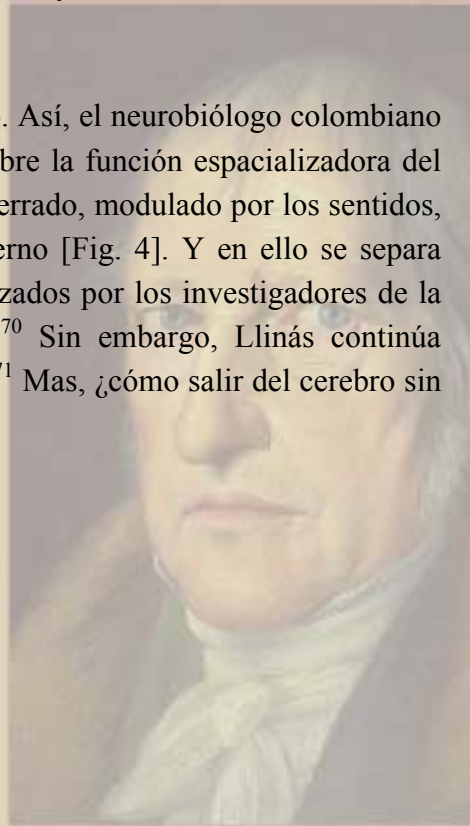 . Así, el neurobiólogo colombiano
bre la función espacializadora del
errado, modulado por los sentidos,
erno [Fig. 4]. Y en ello se separa
zados por los investigadores de la
70 Sin embargo, Llinás continúa
71 Mas, ¿cómo salir del cerebro sin